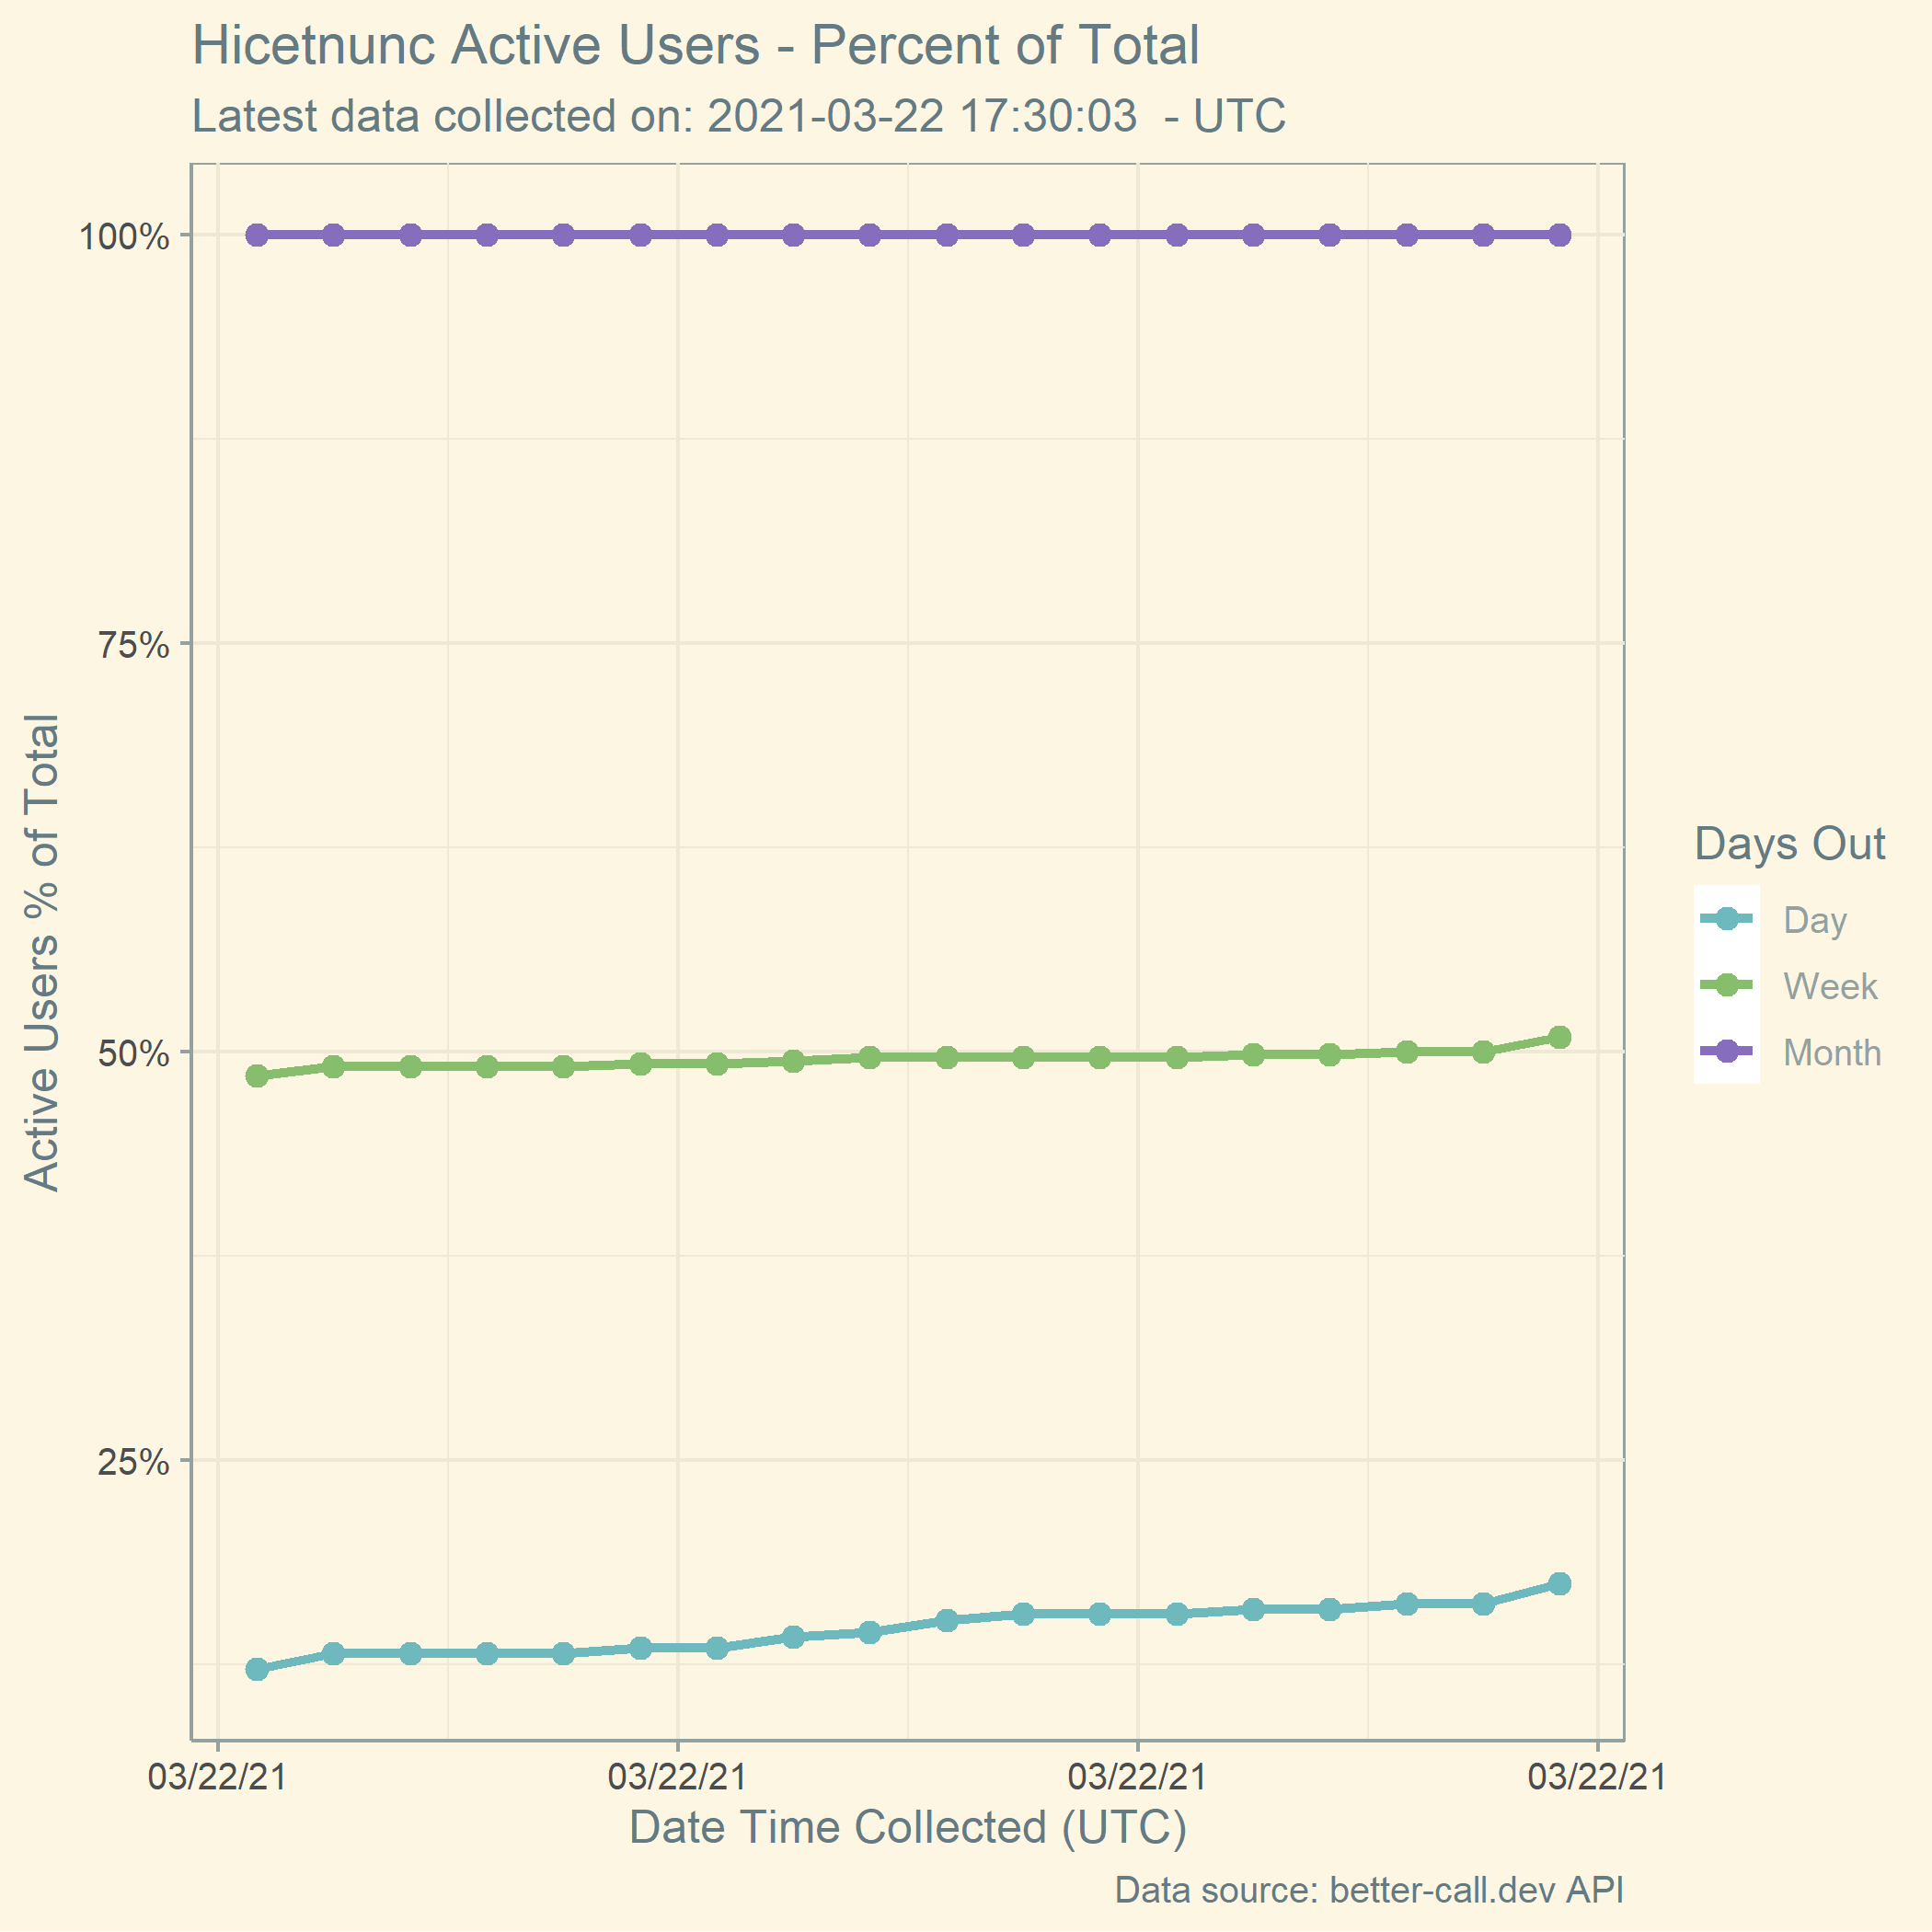 Hicetnunc Active Users - Percent of Total
Latest data collected on: 2021-03-22 17:30:03  - UTC
100%
75%
50%
25%
Active Users % of Total
03/22/21
03/22/21
03/22/21
03/22/21
Date Time Collected (UTC)
Days Out
Day
Week
Month
Data source: better-call.dev API